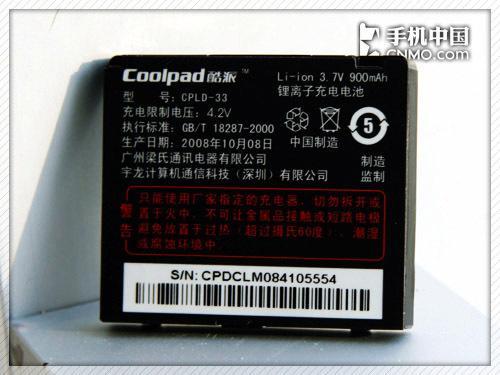 手机中国
CNMO.COM
Coolpad 酷派 Li-ion 3.7V 900mAh
型 号: CPLD-33 锂离子充电电池
充电限制电压: 4.2V
执行标准: GB/T 18287-2000
生产日期: 2008年10月08日 中国制造
5
广州梁氏通讯电器有限公司 制造
宇龙计算机通信科技（深圳）有限公司 监制
警告
只能使用厂家指定的充电器，切勿拆开或
置于火中，不可让金属品接触或短路电极
避免放置于过热（超过摄氏60度）、潮湿
或腐蚀环境中。
S/N: CPDCLM084105554